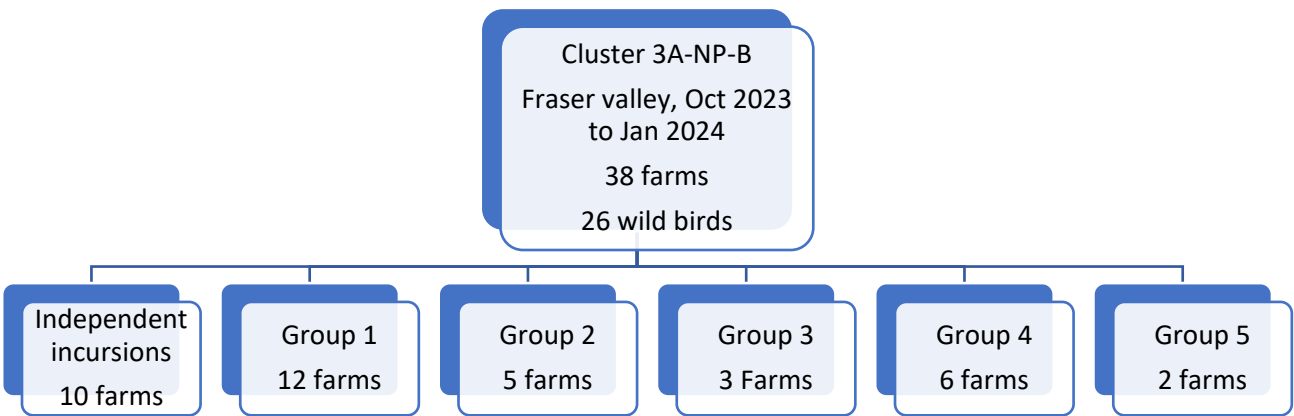 Cluster 3A-NP-B
Fraser valley, Oct 2023
to Jan 2024
38 farms
26 wild birds
Independent
incursions
10 farms
Group 1
12 farms
Group 2
5 farms
Group 3
3 Farms
Group 4
6 farms
Group 5
2 farms